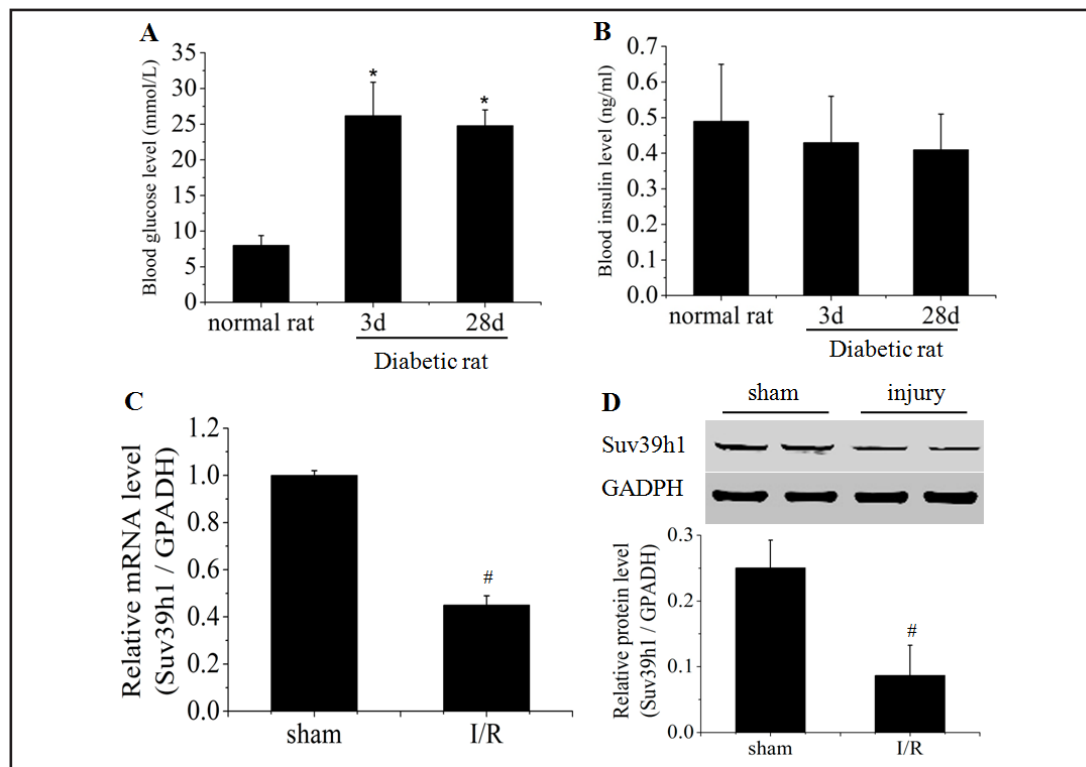 A
Blood glucose level (mmol/L)
35
30
25
20
15
10
5
0
*
*
normal rat 3d 28d
Diabetic rat
B
Blood insulin level (ng/ml)
0.7
0.6
0.5
0.4
0.3
0.2
0.1
0.0
normal rat 3d 28d
Diabetic rat
C
Relative mRNA level
(Suv39h1 / GPADH)
1.2
1.0
0.8
0.6
0.4
0.2
0.0
#
sham I/R
D
sham injury
Suv39h1
GADPH
Relative protein level
(Suv39h1 / GPADH)
0.3
0.2
0.1
0.0
#
sham I/R